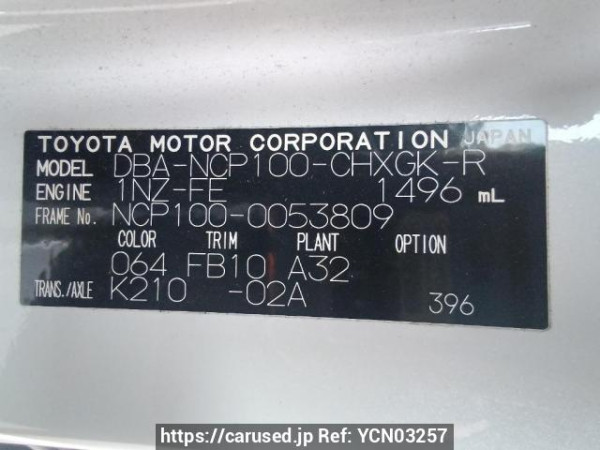 TOYOTA MOTOR CORPORATION JAPAN
MODEL DBA-NCP100-CHXGK-R
ENGINE 1NZ-FE 1496 mL
FRAME No. NCP100-0053809
COLOR TRIM PLANT OPTION
064 FB10 A32
TRANS./AXLE K210 -02A 396
https://carused.jp Ref: YCN03257